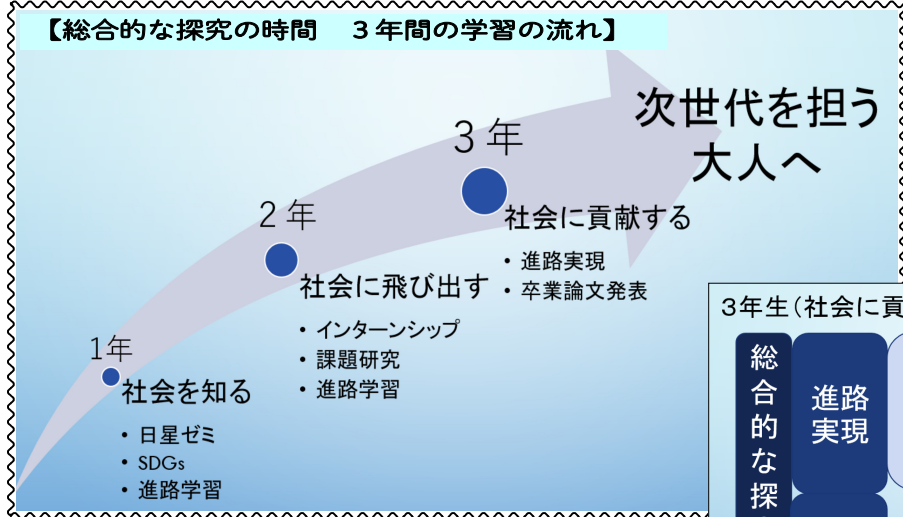 【総合的な探究の時間　３年間の学習の流れ】
次世代を担う
大人へ
３年
社会に貢献する
・進路実現
・卒業論文発表
２年
社会に飛び出す
・インターンシップ
・課題研究
・進路学習
1年
社会を知る
・日星ゼミ
・SDGs
・進路学習
３年生（社会に貢
総合的な探
進路
実現